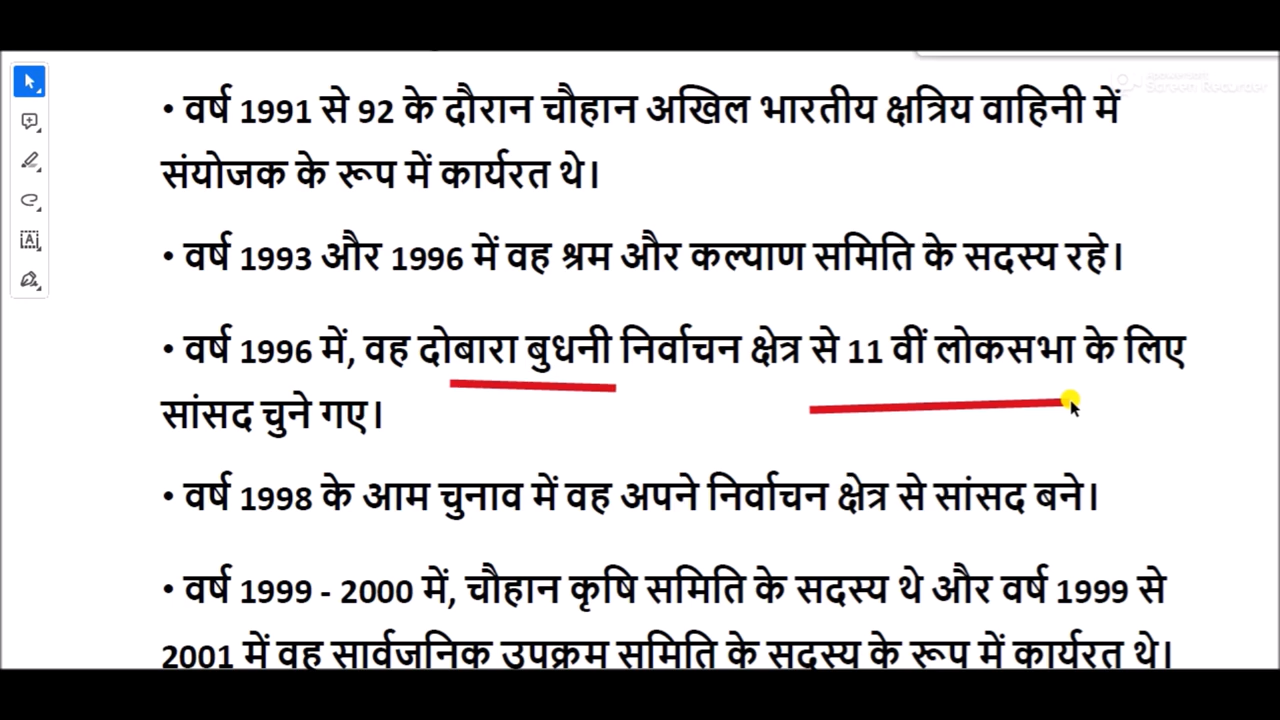 Screen Recorder
• वर्ष 1991 से 92 के दौरान चौहान अखिल भारतीय क्षत्रिय वाहिनी में
संयोजक के रूप में कार्यरत थे।
• वर्ष 1993 और 1996 में वह श्रम और कल्याण समिति के सदस्य रहे।
• वर्ष 1996 में, वह दोबारा बुधनी निर्वाचन क्षेत्र से 11 वीं लोकसभा के लिए
सांसद चुने गए।
• वर्ष 1998 के आम चुनाव में वह अपने निर्वाचन क्षेत्र से सांसद बने।
• वर्ष 1999 - 2000 में, चौहान कृषि समिति के सदस्य थे और वर्ष 1999 से
2001 में वह सार्वजनिक उपक्रम समिति के सदस्य के रूप में कार्यरत थे।